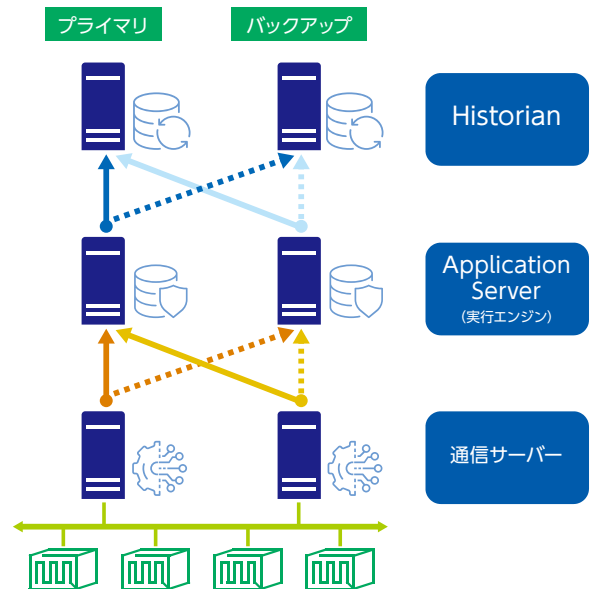 プライマリ
バックアップ
Historian
Application
Server
(実行エンジン)
通信サーバー